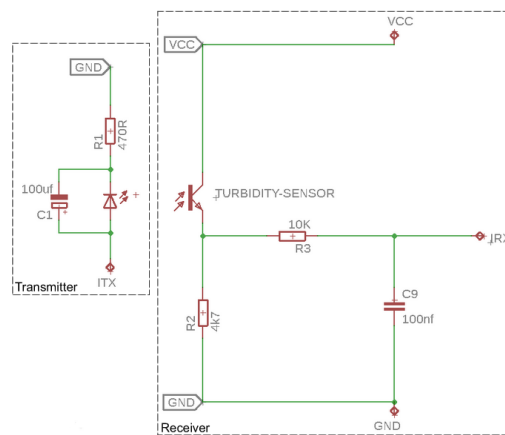 GND
R1
470R
100uf
C1
ITX
Transmitter
VCC
VCC
TURBIDITY-SENSOR
10K
R3
IRX
R2
4k7
C9
100nf
GND
GND
Receiver